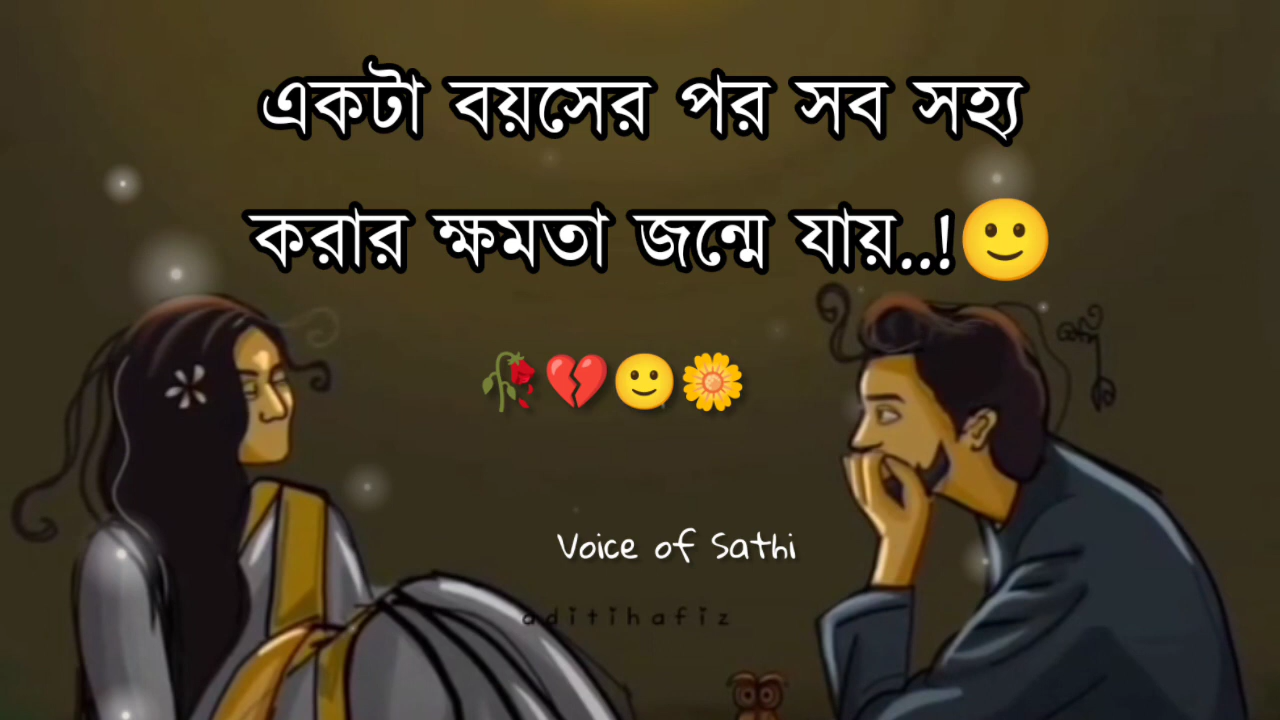 একটা বয়সের পর সব সহ্য
করার ক্ষমতা জন্মে যায়..!🙂
🥀💔🙂🌼
Voice of Sathi
aditihafiz